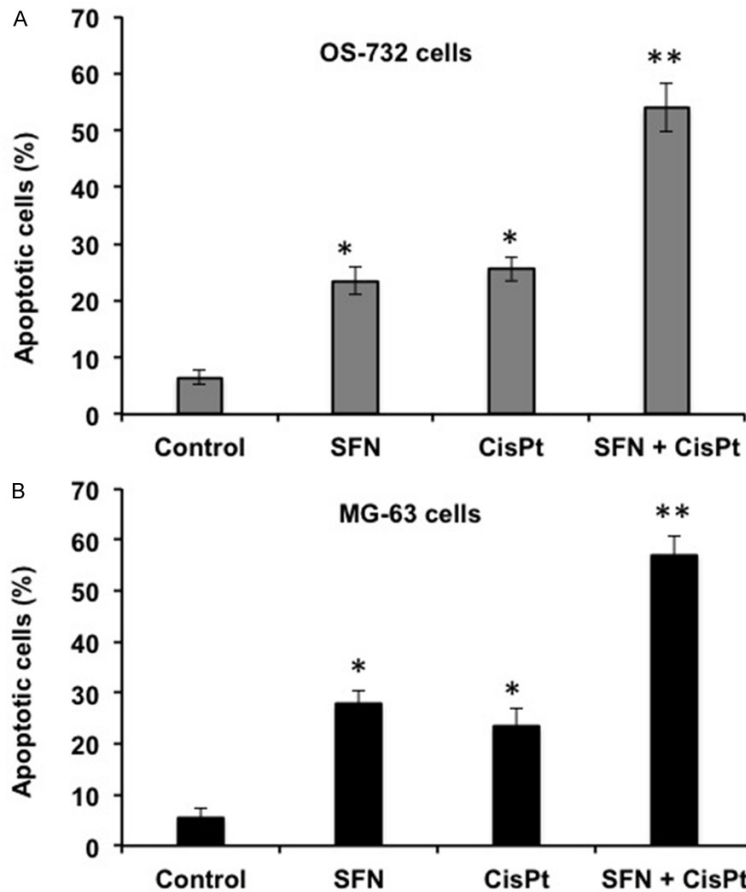 A
OS-732 cells
Apoptotic cells (%)
70
60
50
40
30
20
10
0
*
*
**
Control SFN CisPt SFN + CisPt
B
MG-63 cells
Apoptotic cells (%)
70
60
50
40
30
20
10
0
*
*
**
Control SFN CisPt SFN + CisPt